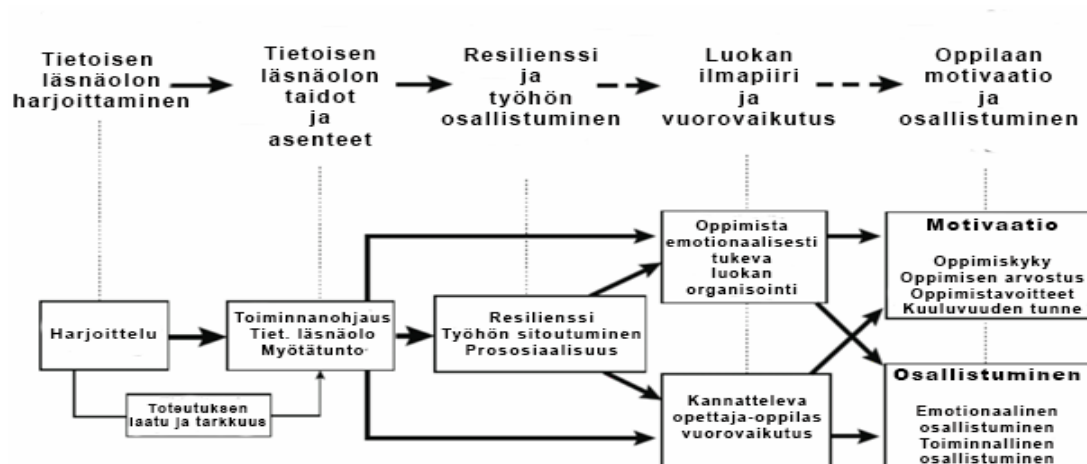 Tietoisen
läsnäolon
harjoittaminen
Tietoisen
läsnäolon
taidot
ja
asenteet
Resilienssi
ja
työhön
osallistuminen
Luokan
ilmapiiri
ja
vuorovaikutus
Oppilaan
motivaatio
ja
osallistuminen
Harjoittelu
Toteutuksen
laatu ja tarkkuus
Toiminnanohjaus
Tiet. läsnäolo
Myötätunto
Resilienssi
Työhön sitoutuminen
Prososiaalisuus
Oppimista
emotionaalisesti
tukeva
luokan
organisointi
Kannatteleva
opettaja-oppilas
vuorovaikutus
Motivaatio
Oppimiskyky
Oppimisen arvostus
Oppimistavoitteet
Kuuluvuuden tunne
Osallistuminen
Emotionaalinen
osallistuminen
Toiminnallinen
osallistuminen